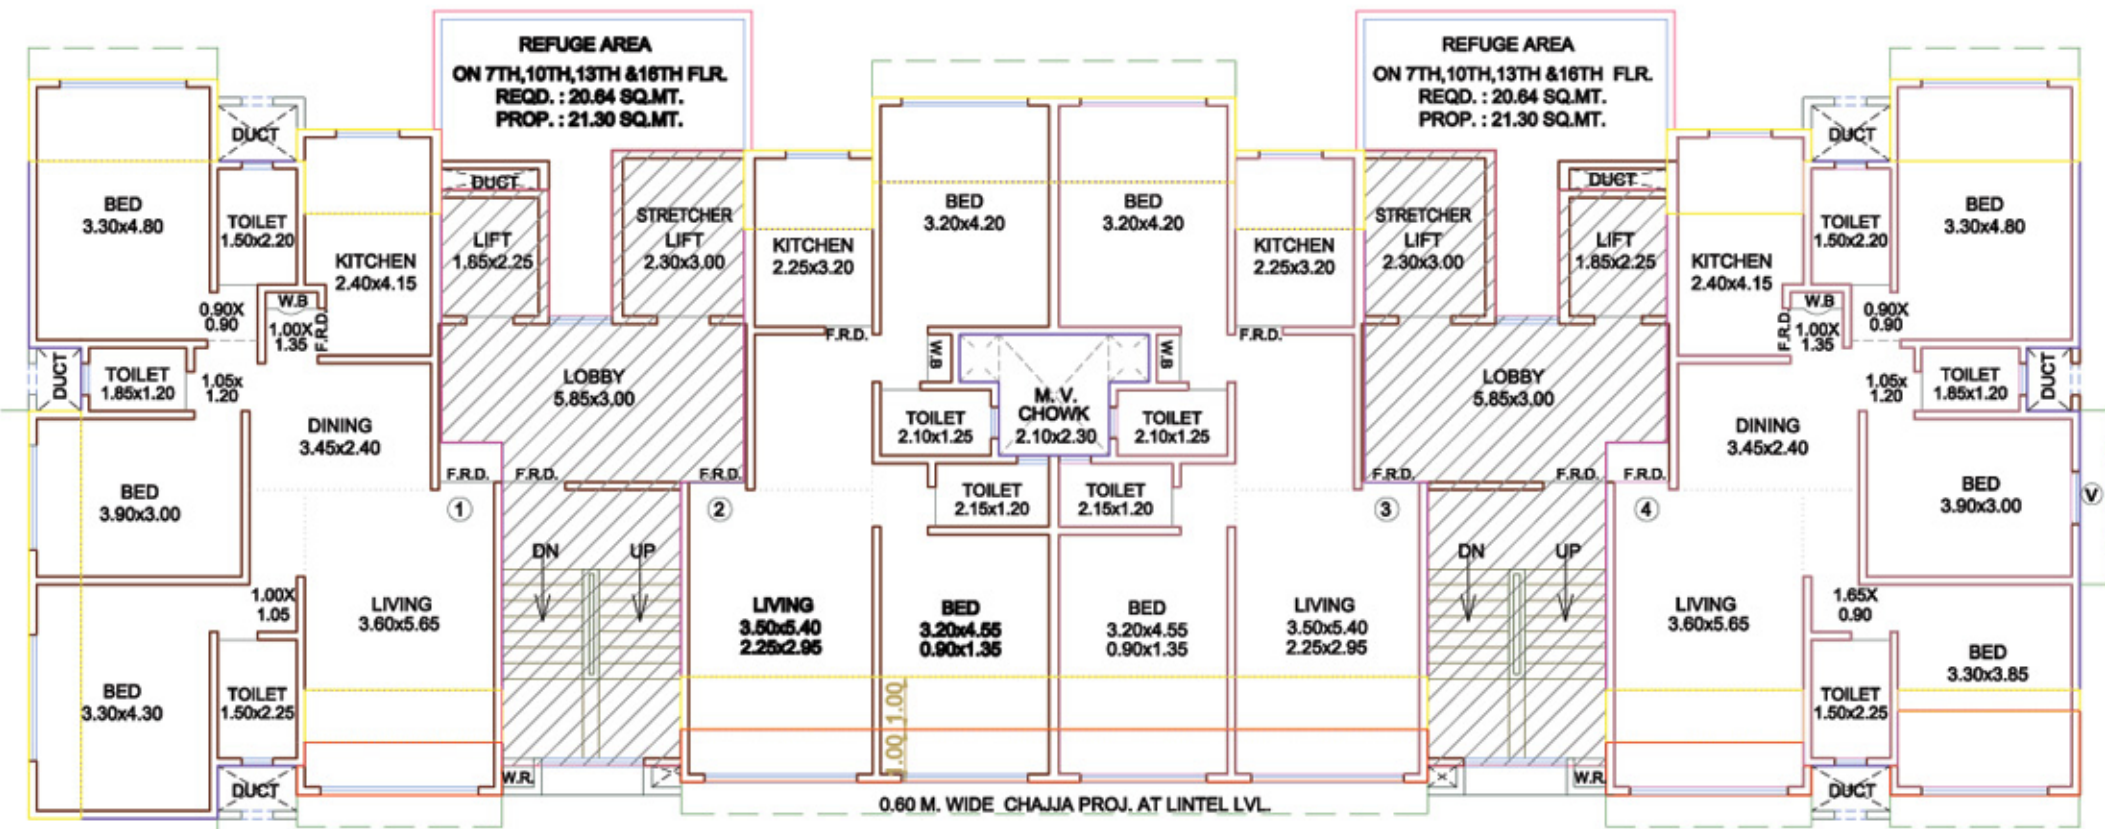 REFUGE AREA
ON 7TH,10TH,13TH &16TH FLR.
REQD. : 20.64 SQ.MT.
PROP. : 21.30 SQ.MT.
REFUGE AREA
ON 7TH,10TH,13TH &16TH FLR.
REQD. : 20.64 SQ.MT.
PROP. : 21.30 SQ.MT.
DUCT
BED
3.30x4.80
TOILET
1.50x2.20
KITCHEN
2.40x4.15
DUCT
LIFT
1.85x2.25
STRETCHER
LIFT
2.30x3.00
KITCHEN
2.25x3.20
BED
3.20x4.20
BED
3.20x4.20
KITCHEN
2.25x3.20
STRETCHER
LIFT
2.30x3.00
DUCT
LIFT
1.85x2.25
KITCHEN
2.40x4.15
DUCT
TOILET
1.50x2.20
BED
3.30x4.80
0.90X
0.90
W.B
1.00X
1.35
F.R.D.
F.R.D.
W.B
W.B
F.R.D.
F.R.D.
W.B
1.00X
1.35
0.90X
0.90
DUCT
TOILET
1.85x1.20
1.05x
1.20
LOBBY
5.85x3.00
M. V.
CHOWK
2.10x2.30
TOILET
2.10x1.25
TOILET
2.10x1.25
LOBBY
5.85x3.00
1.05x
1.20
TOILET
1.85x1.20
DUCT
DINING
3.45x2.40
DINING
3.45x2.40
F.R.D.
F.R.D.
F.R.D.
F.R.D.
F.R.D.
F.R.D.
BED
3.90x3.00
1
2
TOILET
2.15x1.20
TOILET
2.15x1.20
3
4
BED
3.90x3.00
V
DN
UP
DN
UP
1.00X
1.05
LIVING
3.60x5.65
LIVING
3.50x5.40
2.25x2.95
BED
3.20x4.55
0.90x1.35
BED
3.20x4.55
0.90x1.35
LIVING
3.50x5.40
2.25x2.95
LIVING
3.60x5.65
1.65X
0.90
BED
3.30x4.30
TOILET
1.50x2.25
1.00
1.00
TOILET
1.50x2.25
BED
3.30x3.85
DUCT
W.R.
W.R.
DUCT
0.60 M. WIDE CHAJJA PROJ. AT LINTEL LVL.